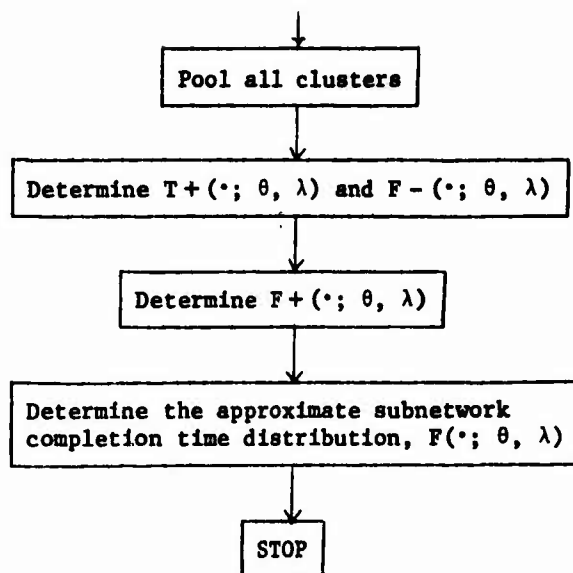 Pool all clusters
Determine T+(·; θ, λ) and F-(·; θ, λ)
Determine F+(·; θ, λ)
Determine the approximate subnetwork
completion time distribution, F(·; θ, λ)
STOP